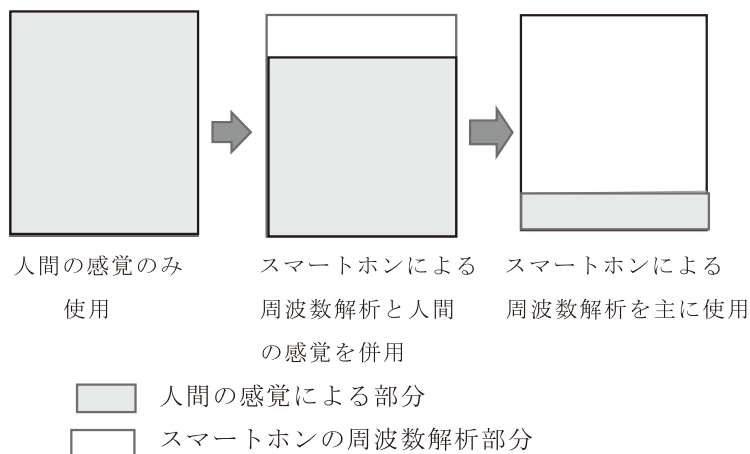 人間の感覚のみ
使用
スマートホンによる
周波数解析と人間
の感覚を併用
スマートホンによる
周波数解析を主に使用
人間の感覚による部分
スマートホンの周波数解析部分